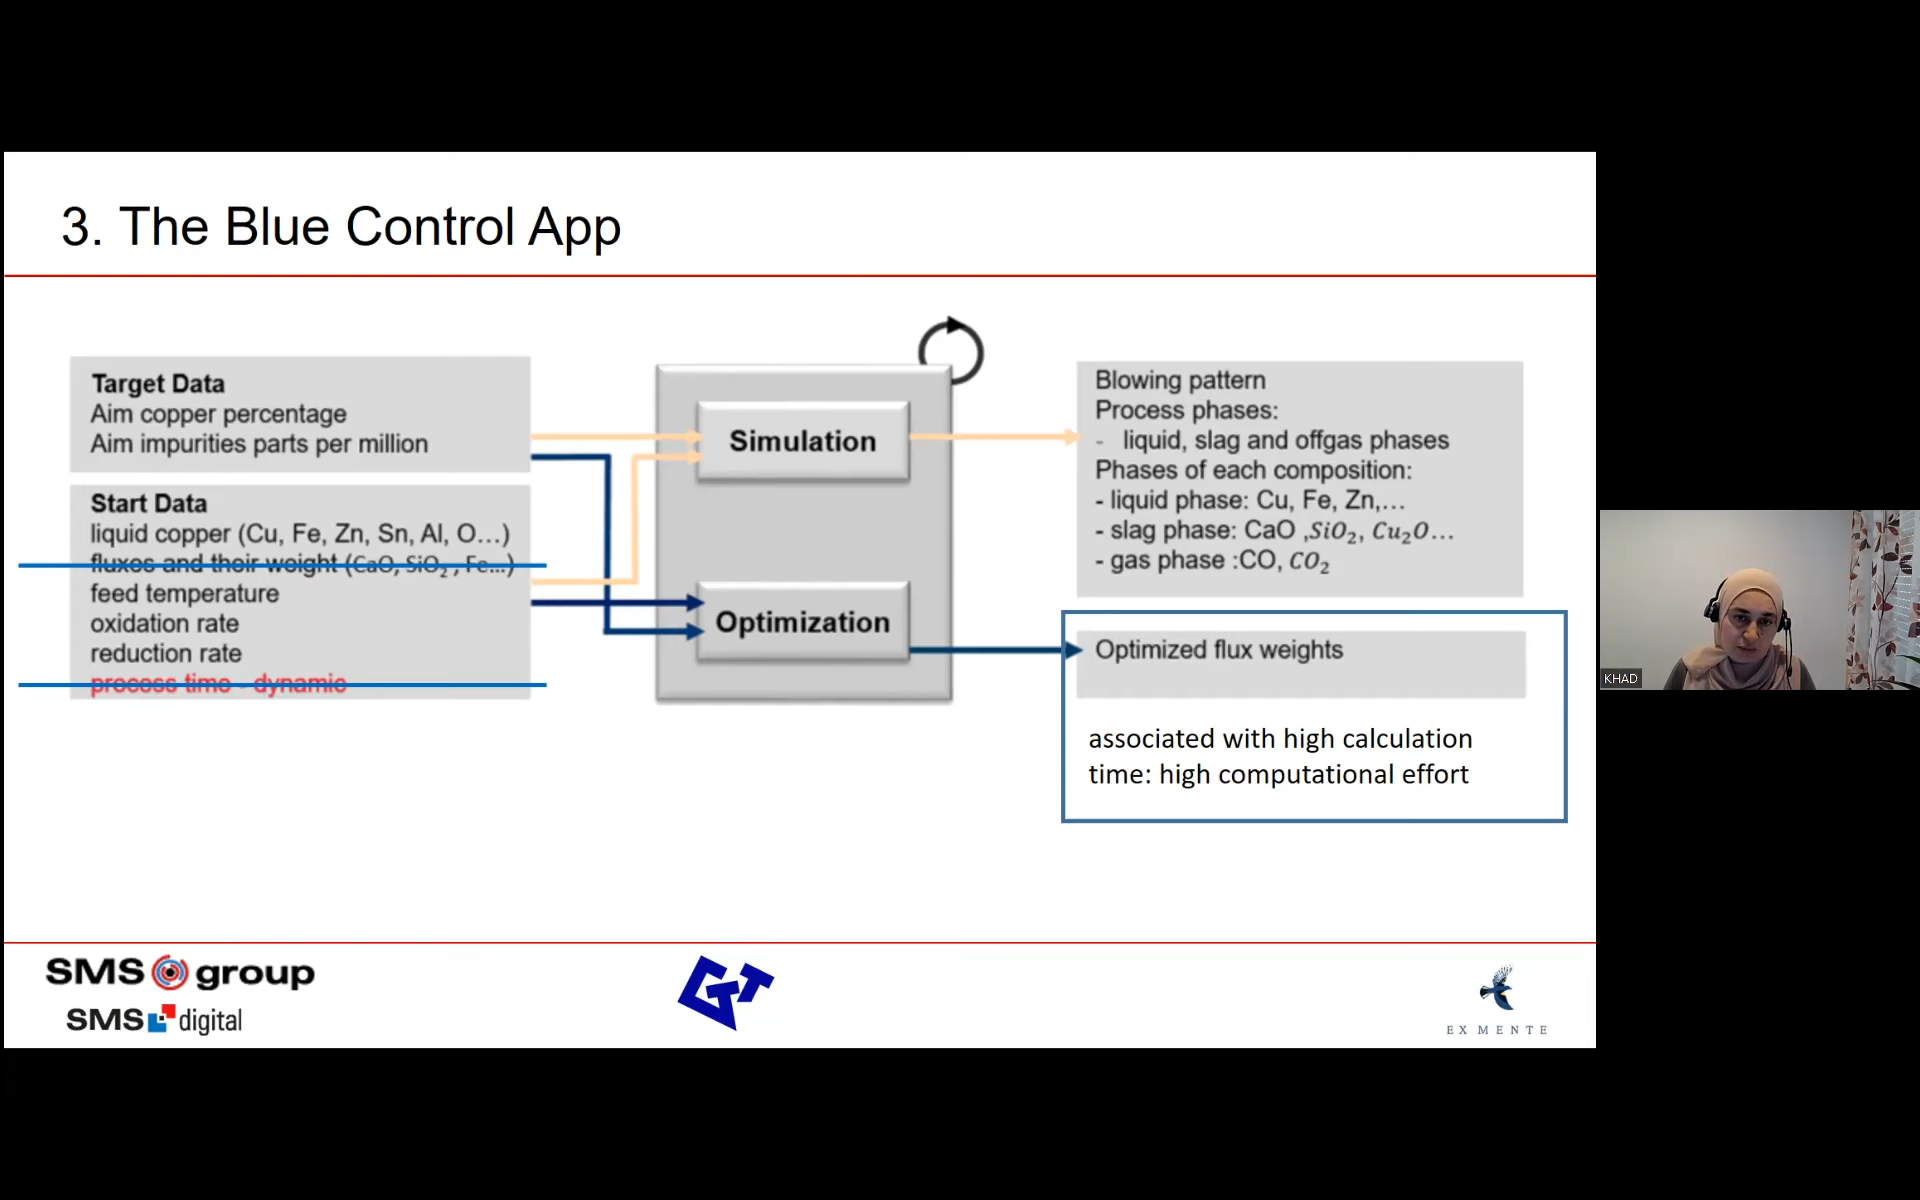 3. The Blue Control App
Target Data
Aim copper percentage
Aim impurities parts per million
Start Data
liquid copper (Cu, Fe, Zn, Sn, Al, O…)
fluxes and their weight (CaO, SiO₂ , Fe...)
feed temperature
oxidation rate
reduction rate
process time - dynamic
Simulation
Optimization
Blowing pattern
Process phases:
- liquid, slag and offgas phases
Phases of each composition:
- liquid phase: Cu, Fe, Zn,…
- slag phase: CaO ,SiO₂, Cu₂O…
- gas phase :CO, CO₂
Optimized flux weights
associated with high calculation
time: high computational effort
KHAD
SMS group
SMS digital
GTT
EX MENTE